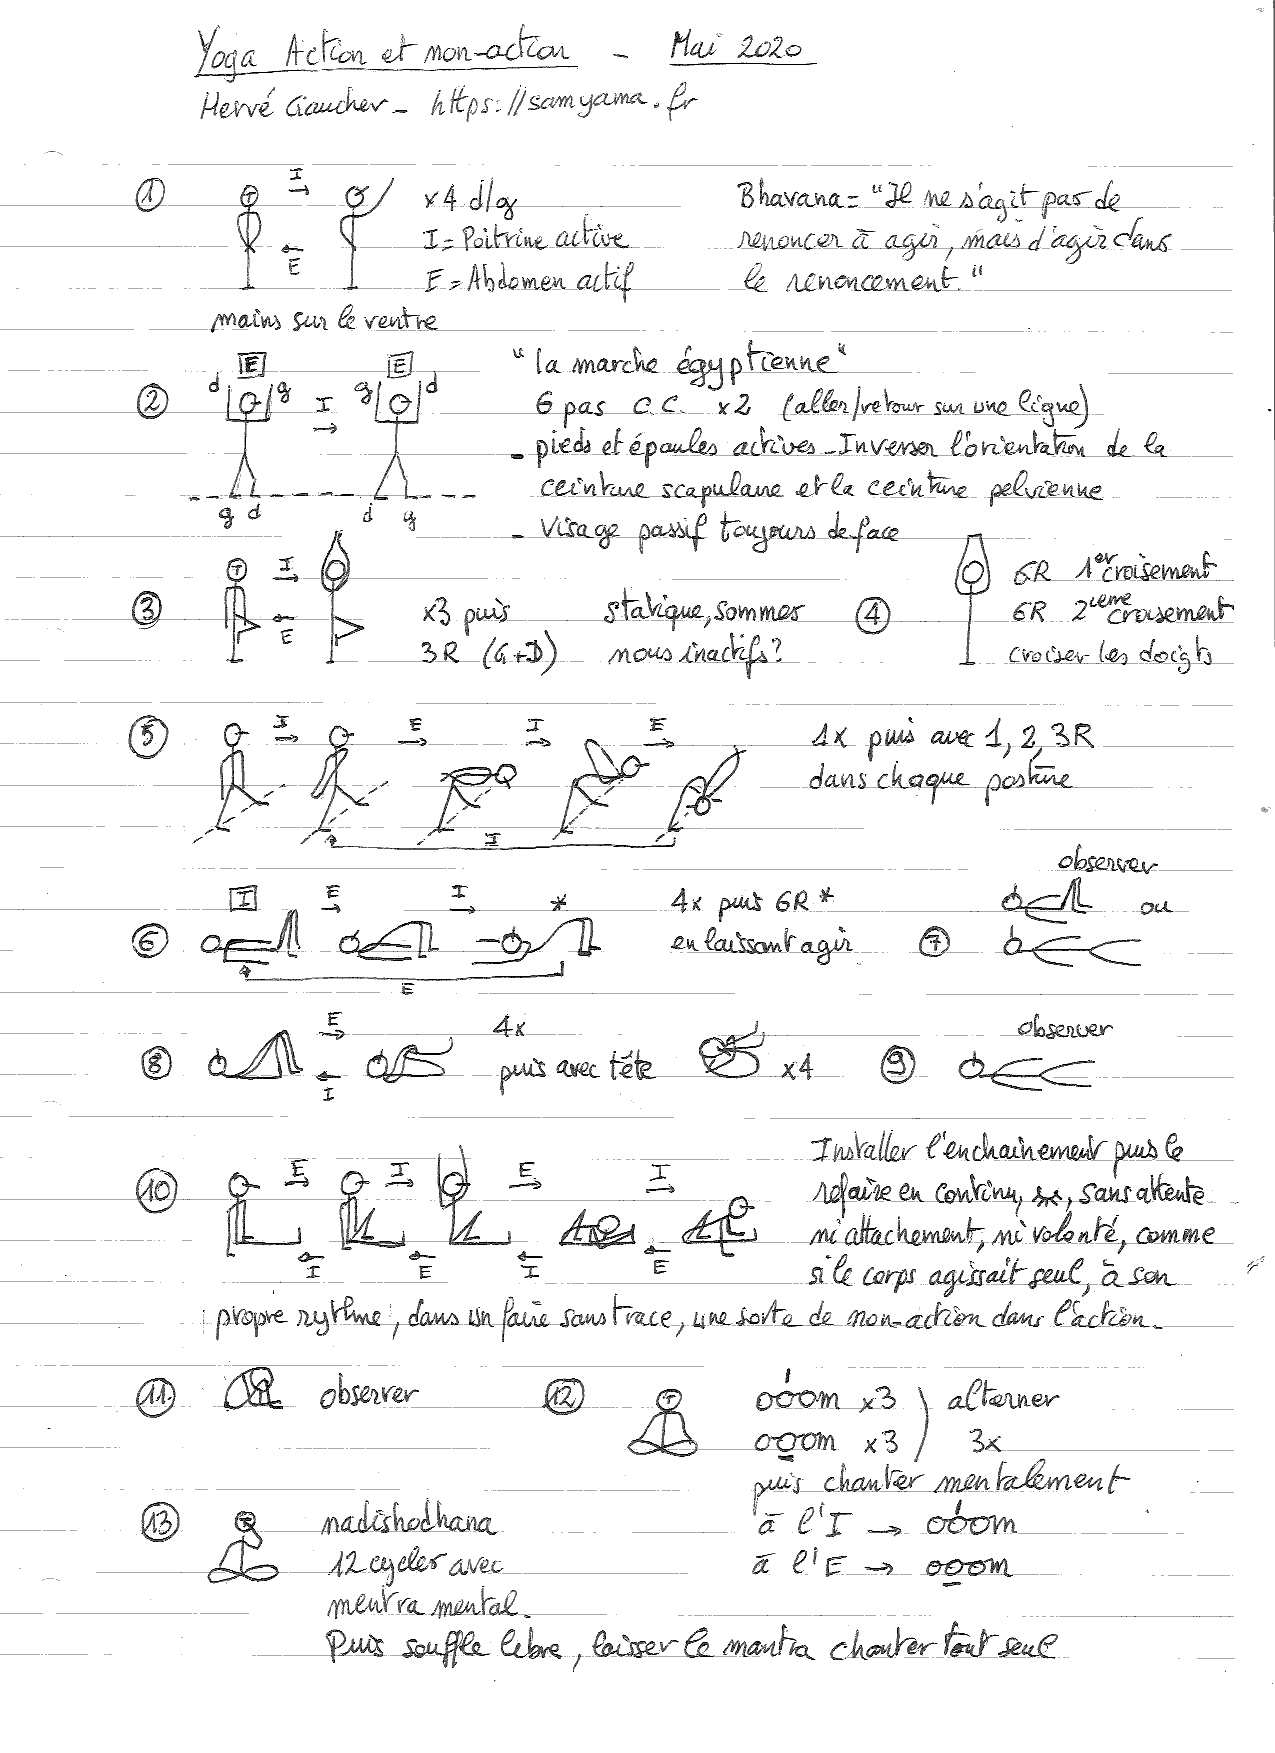 Yoga Action et non-action - Mai 2020
Hervé Gaucher - https://samyama.fr
① I E x4 d/g
I = Poitrine active
E = Abdomen actif
mains sur le ventre
Bhavana = "Il ne s'agit pas de
renoncer à agir, mais d'agir dans
le renoncement."
② E E d g I g d
g d d g
"la marche égyptienne"
6 pas C.C. x2 (aller/retour sur une ligne)
- pieds et épaules actives - Inverser l'orientation de la
ceinture scapulaire et la ceinture pelvienne
- Visage passif toujours de face
③ I E x3 puis
3R (G+D)
statique, sommes
nous inactifs?
④ 6R 1er croisement
6R 2ieme croisement
croiser les doigts
⑤ I E I E I
1x puis avec 1, 2, 3R
dans chaque posture
⑥ I E I * E
4x puis 6R *
en laissant agir
⑦ observer
ou
⑧ E I 4x
puis avec tête x4
⑨ observer
⑩ E I E I
I E I E
Installer l'enchainement puis le
refaire en continu, sans attente
ni attachement, ni volonté, comme
si le corps agissait seul, à son
propre rythme, dans un faire sans trace, une sorte de non-action dans l'action.
⑪ observer
⑫ oóom x3 ) alterner
ooom x3 ) 3x
puis chanter mentalement
à l'I → oóom
à l'E → ooom
⑬ nadishodhana
12 cycles avec
mentra mental.
Puis souffle libre, laisser le mantra chanter tout seul